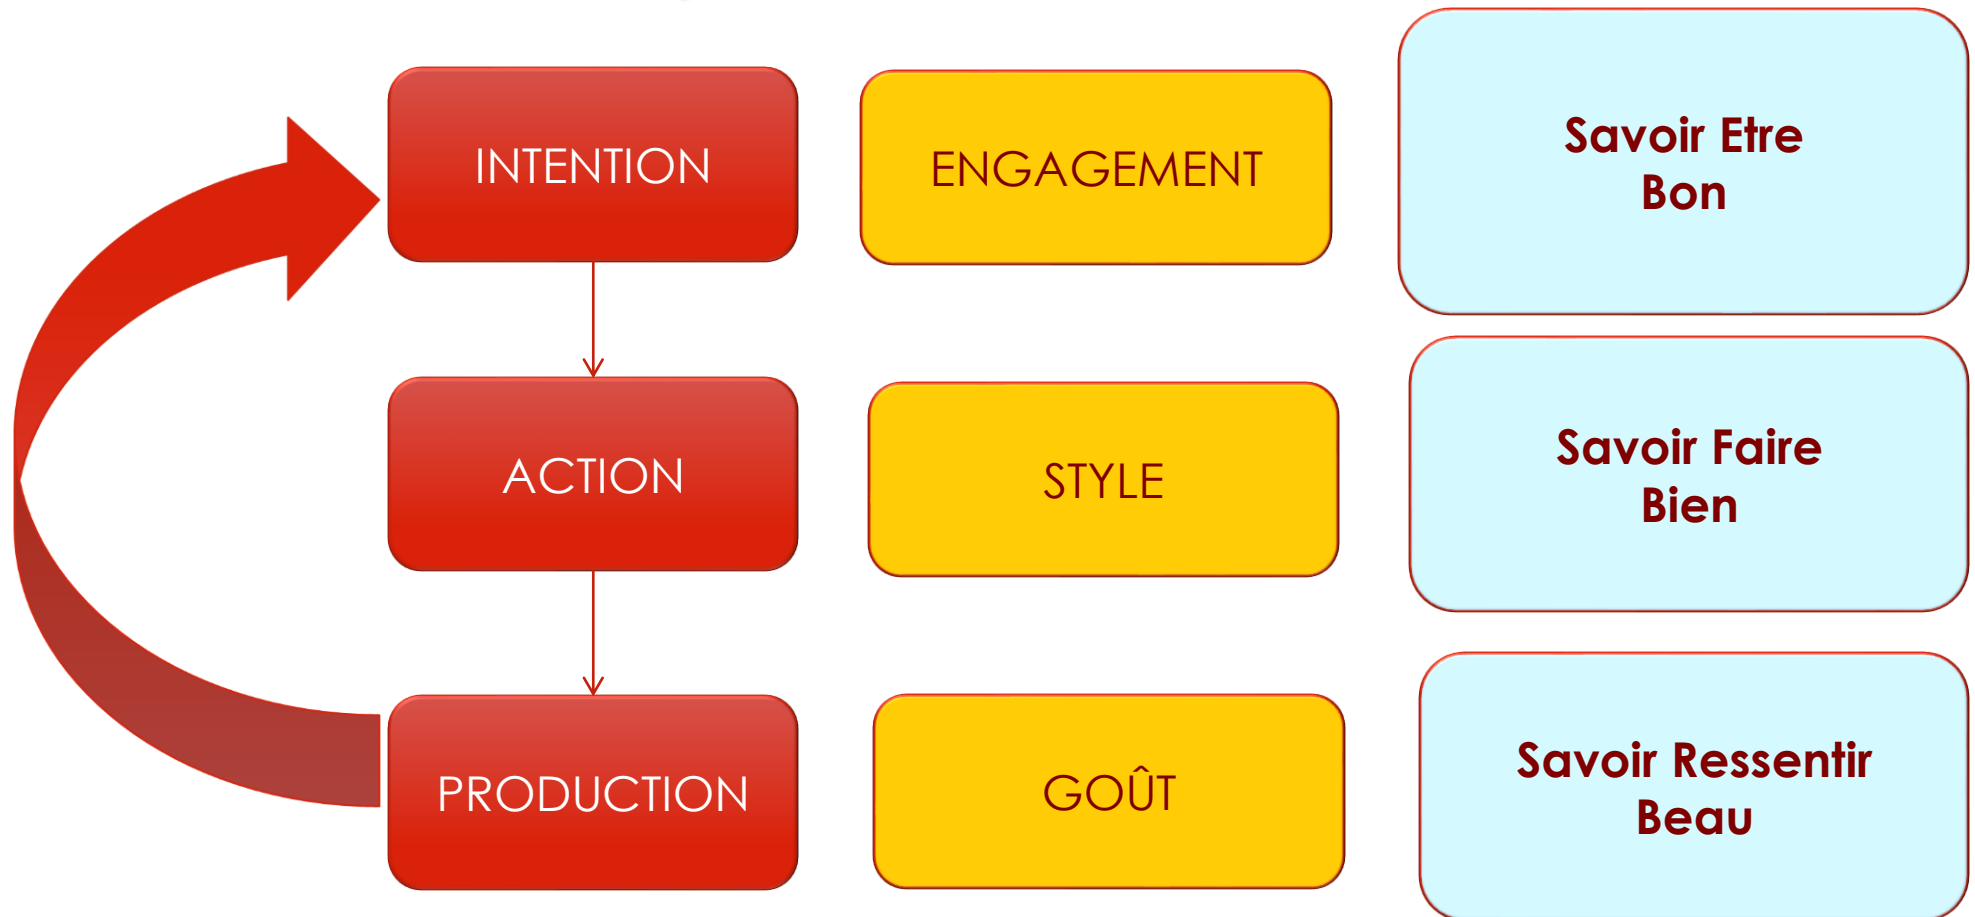 INTENTION
ENGAGEMENT
Savoir Etre
Bon
ACTION
STYLE
Savoir Faire
Bien
PRODUCTION
GOÛT
Savoir Ressentir
Beau